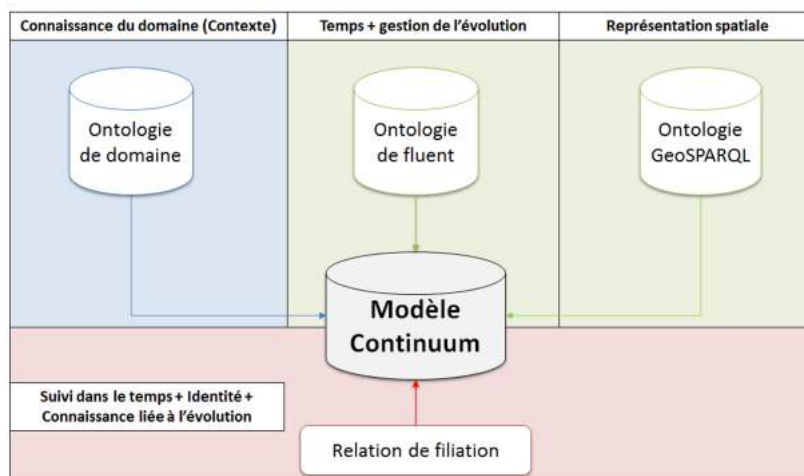 Connaissance du domaine (Contexte)
Temps + gestion de l'évolution
Représentation spatiale
Ontologie
de domaine
Ontologie
de fluent
Ontologie
GeoSPARQL
Modèle
Continuum
Suivi dans le temps + Identité +
Connaissance liée à l'évolution
Relation de filiation